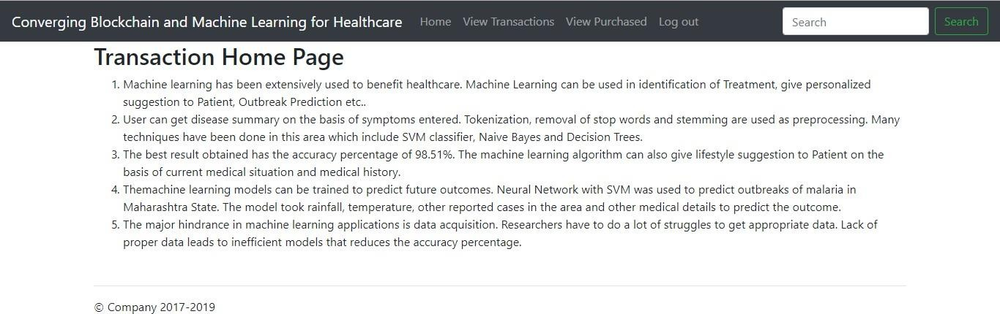 Converging Blockchain and Machine Learning for Healthcare Home View Transactions View Purchased Log out Search Search
Transaction Home Page
1. Machine learning has been extensively used to benefit healthcare. Machine Learning can be used in identification of Treatment, give personalized
suggestion to Patient, Outbreak Prediction etc..
2. User can get disease summary on the basis of symptoms entered. Tokenization, removal of stop words and stemming are used as preprocessing. Many
techniques have been done in this area which include SVM classifier, Naive Bayes and Decision Trees.
3. The best result obtained has the accuracy percentage of 98.51%. The machine learning algorithm can also give lifestyle suggestion to Patient on the
basis of current medical situation and medical history.
4. Themachine learning models can be trained to predict future outcomes. Neural Network with SVM was used to predict outbreaks of malaria in
Maharashtra State. The model took rainfall, temperature, other reported cases in the area and other medical details to predict the outcome.
5. The major hindrance in machine learning applications is data acquisition. Researchers have to do a lot of struggles to get appropriate data. Lack of
proper data leads to inefficient models that reduces the accuracy percentage.
© Company 2017-2019